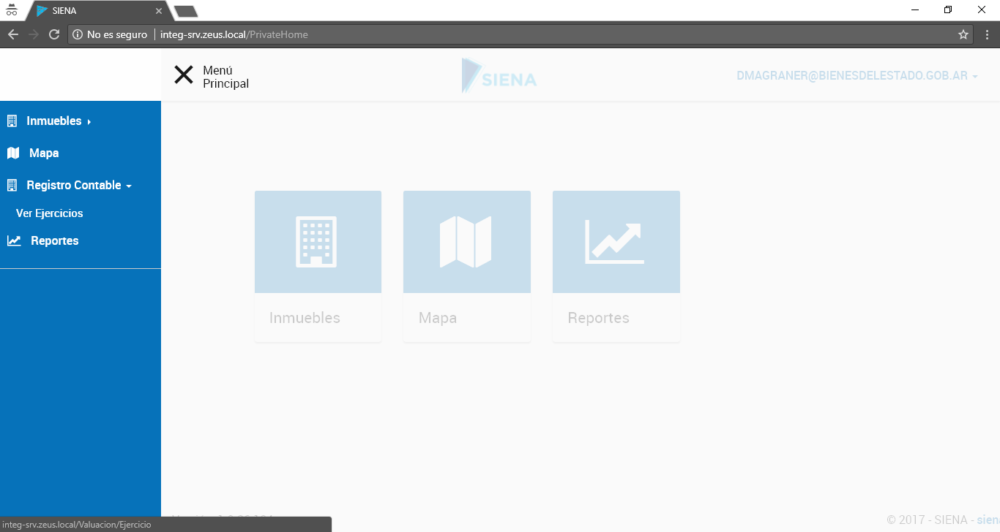 SIENA
No es seguro | integ-srv.zeus.local/PrivateHome
Menú
Principal
SIENA
DMAGRANER@BIENESDELESTADO.GOB.AR
Inmuebles
Mapa
Registro Contable
Ver Ejercicios
Reportes
Inmuebles
Mapa
Reportes
© 2017 - SIENA - sien
integ-srv.zeus.local/Valuacion/Ejercicio